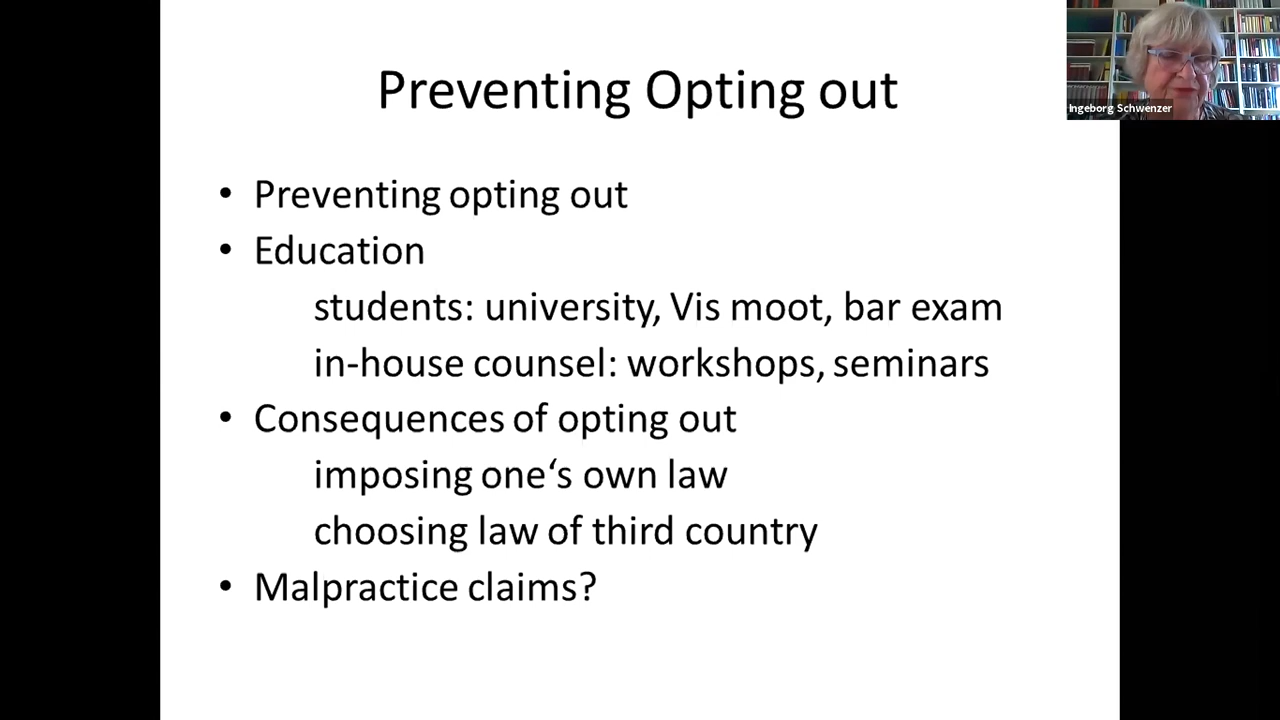 Preventing Opting out
Ingeborg Schwenzer
• Preventing opting out
• Education
students: university, Vis moot, bar exam
in-house counsel: workshops, seminars
• Consequences of opting out
imposing one‘s own law
choosing law of third country
• Malpractice claims?